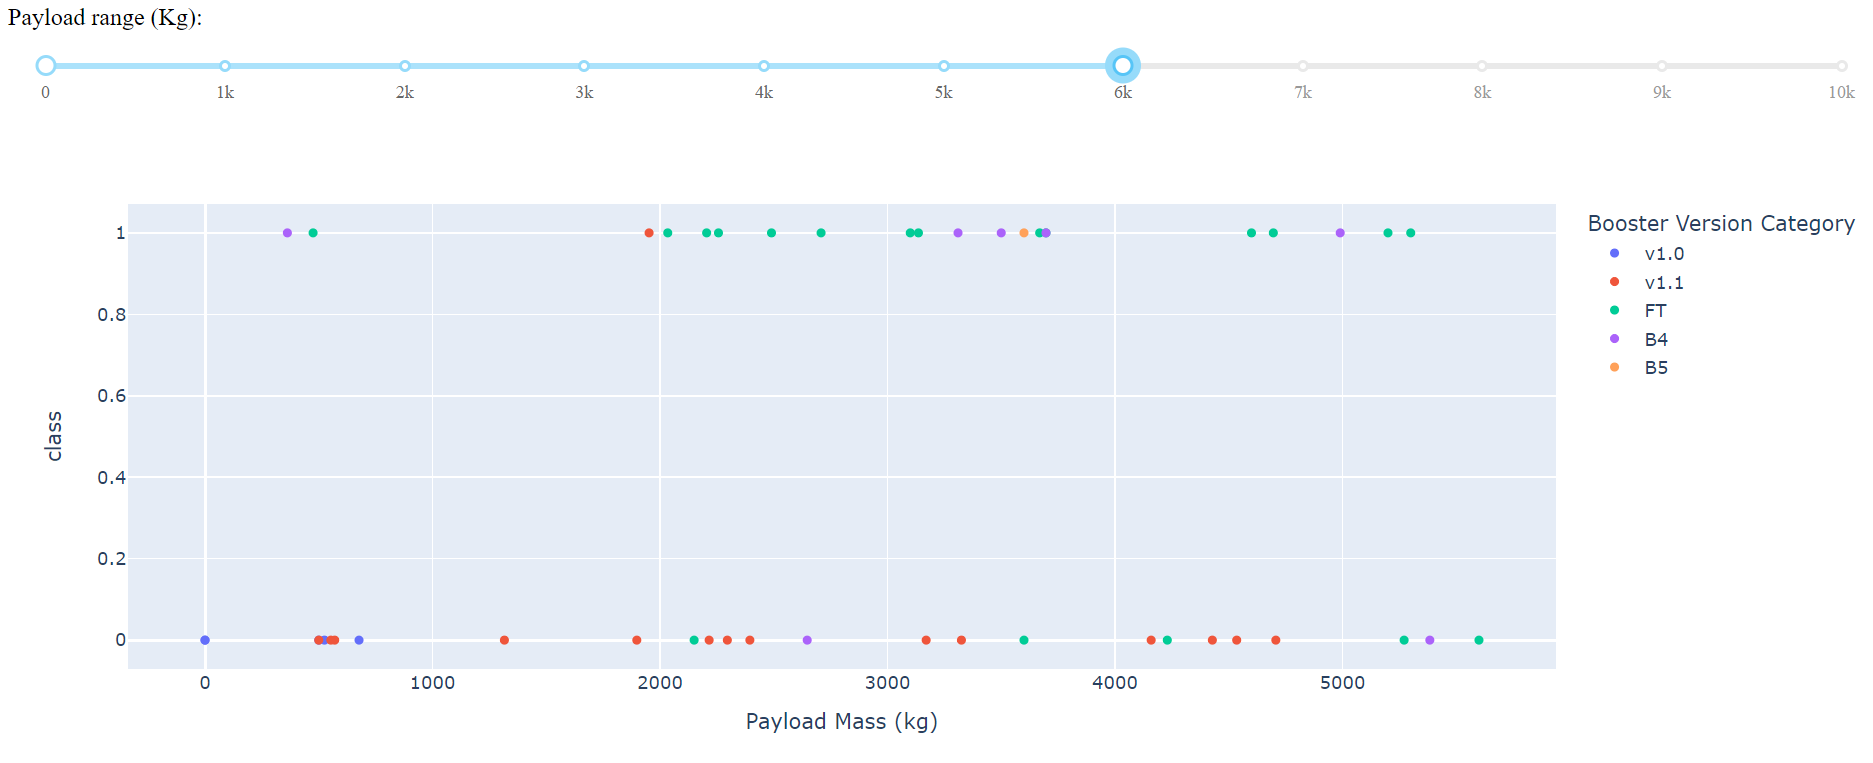 Payload range (Kg):
0 1k 2k 3k 4k 5k 6k 7k 8k 9k 10k
Booster Version Category
v1.0
v1.1
FT
B4
B5
1
0.8
0.6
0.4
0.2
0
class
0 1000 2000 3000 4000 5000
Payload Mass (kg)